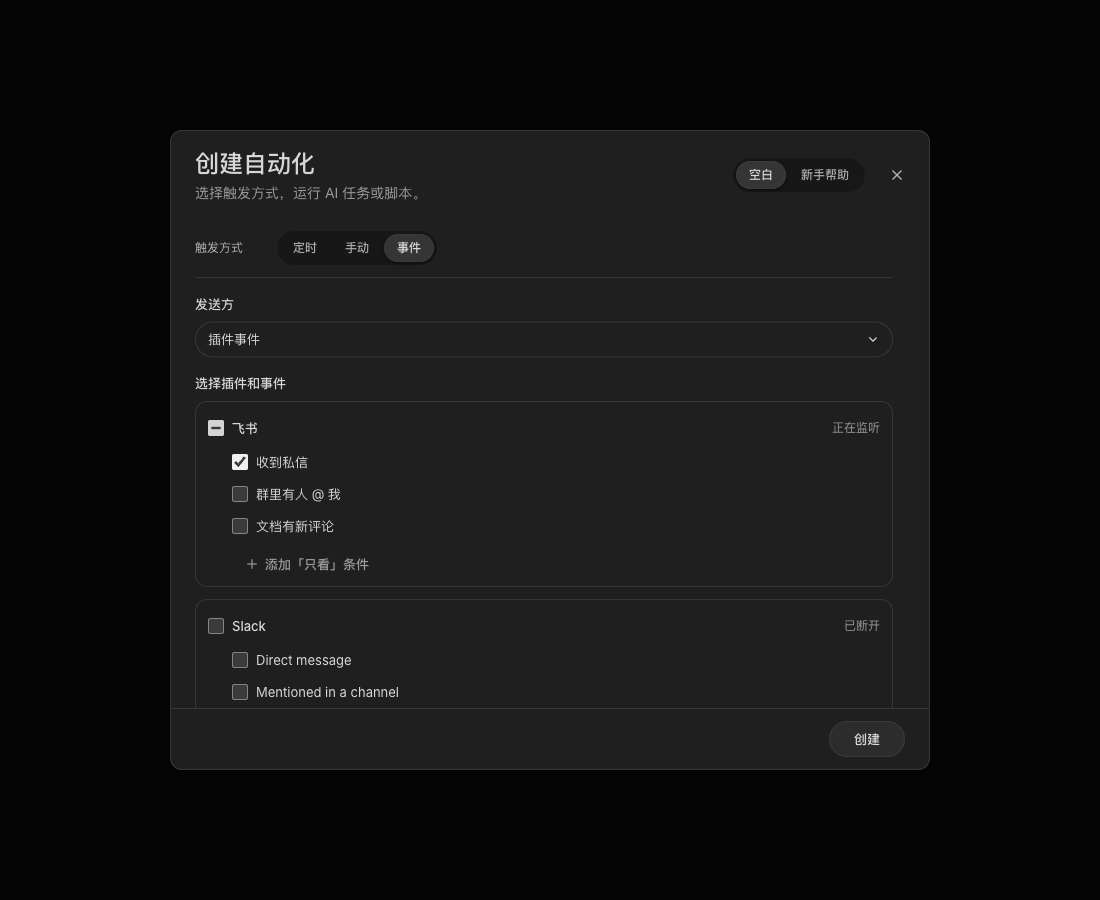 创建自动化
选择触发方式，运行 AI 任务或脚本。
空白
新手帮助
触发方式
定时
手动
事件
发送方
插件事件
选择插件和事件
飞书
正在监听
收到私信
群里有人 @ 我
文档有新评论
添加「只看」条件
Slack
已断开
Direct message
Mentioned in a channel
创建